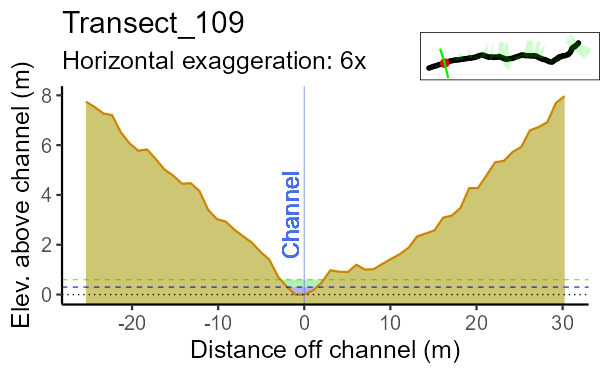 Transect_109
Horizontal exaggeration: 6x
Elev. above channel (m)
8
6
4
2
0
Channel
-20 -10 0 10 20 30
Distance off channel (m)